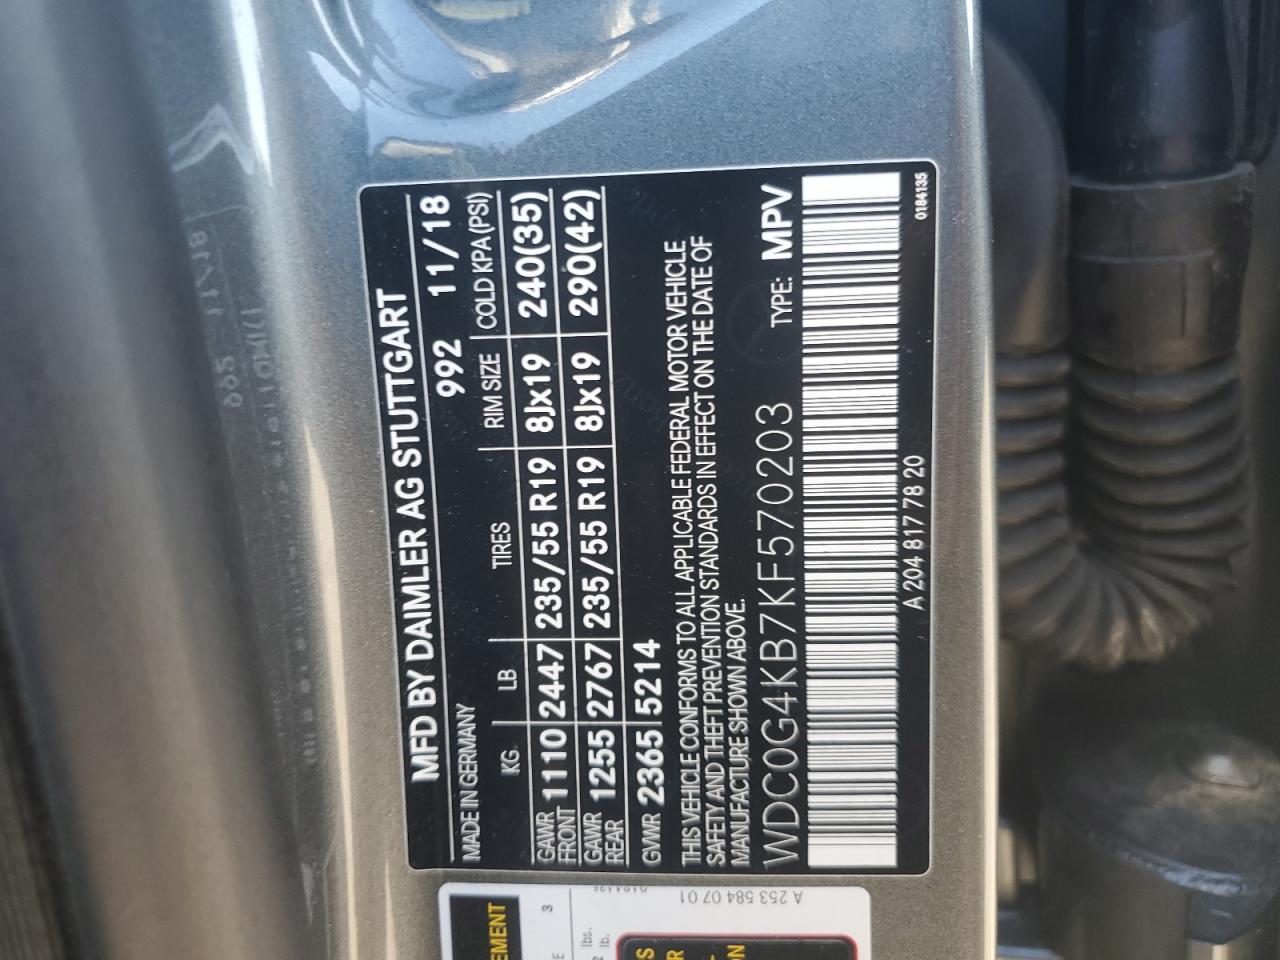 MFD BY DAIMLER AG STUTTGART
MADE IN GERMANY 992 11/18
KG LB TIRES RIM SIZE COLD KPA(PSI)
GAWR FRONT 1110 2447 235/55 R19 8Jx19 240(35)
GAWR REAR 1255 2767 235/55 R19 8Jx19 290(42)
GVWR 2365 5214
THIS VEHICLE CONFORMS TO ALL APPLICABLE FEDERAL MOTOR VEHICLE
SAFETY AND THEFT PREVENTION STANDARDS IN EFFECT ON THE DATE OF
MANUFACTURE SHOWN ABOVE.
WDC0G4KB7KF570203 TYPE: MPV
A 204 817 78 20 0184135
A 253 584 07 01
EMENT
3
lbs.
lb.